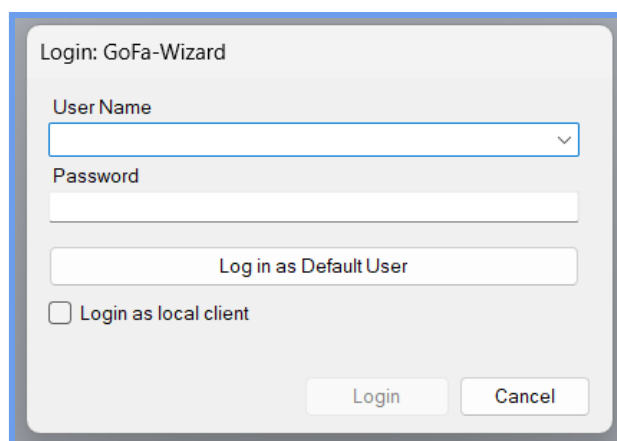 Login: GoFa-Wizard
User Name
Password
Log in as Default User
Login as local client
Login Cancel